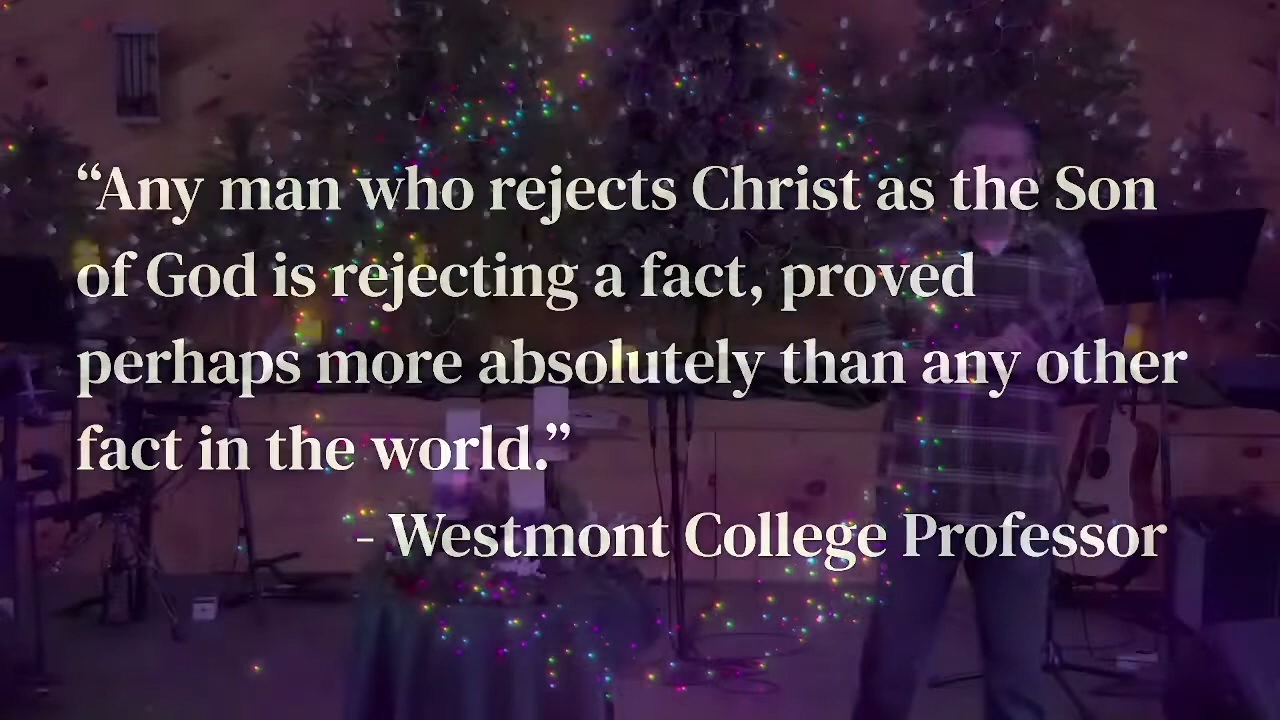 “Any man who rejects Christ as the Son
of God is rejecting a fact, proved
perhaps more absolutely than any other
fact in the world.”
- Westmont College Professor